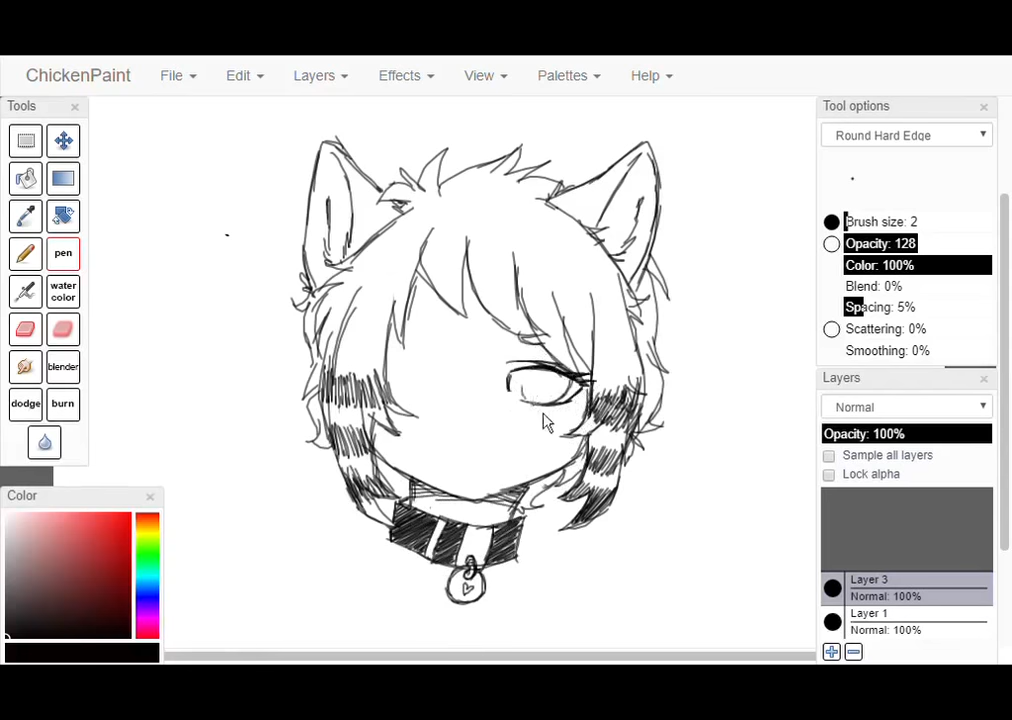 ChickenPaint File Edit Layers Effects View Palettes Help
Tools
pen
water
color
blender
dodge burn
Color
Tool options
Round Hard Edge
Brush size: 2
Opacity: 128
Color: 100%
Blend: 0%
Spacing: 5%
Scattering: 0%
Smoothing: 0%
Layers
Normal
Opacity: 100%
Sample all layers
Lock alpha
Layer 3
Normal: 100%
Layer 1
Normal: 100%